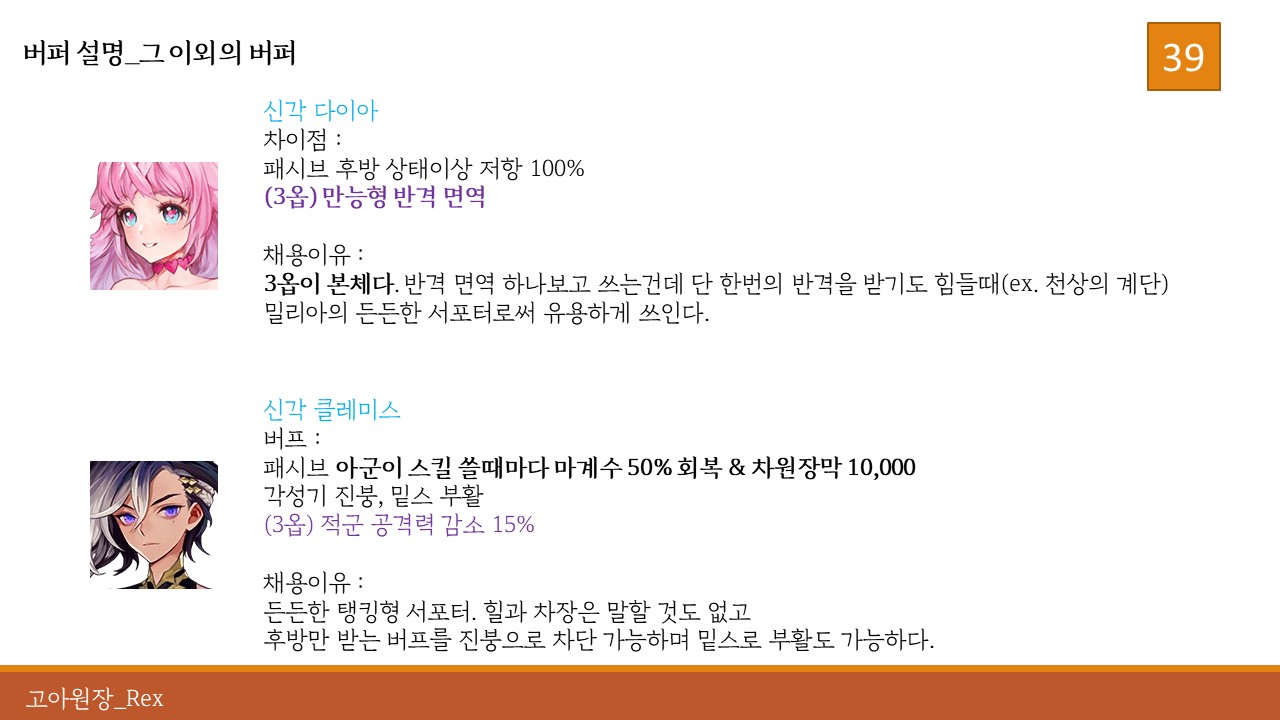 버퍼 설명_그 이외의 버퍼
39
신각 다이아
차이점 :
패시브 후방 상태이상 저항 100%
(3옵) 만능형 반격 면역
채용이유 :
3옵이 본체다. 반격 면역 하나보고 쓰는건데 단 한번의 반격을 받기도 힘들때(ex. 천상의 계단)
밀리아의 든든한 서포터로써 유용하게 쓰인다.
신각 클레미스
버프 :
패시브 아군이 스킬 쓸때마다 마계수 50% 회복 & 차원장막 10,000
각성기 진붕, 밑스 부활
(3옵) 적군 공격력 감소 15%
채용이유 :
든든한 탱킹형 서포터. 힐과 차장은 말할 것도 없고
후방만 받는 버프를 진붕으로 차단 가능하며 밑스로 부활도 가능하다.
고아원장_Rex